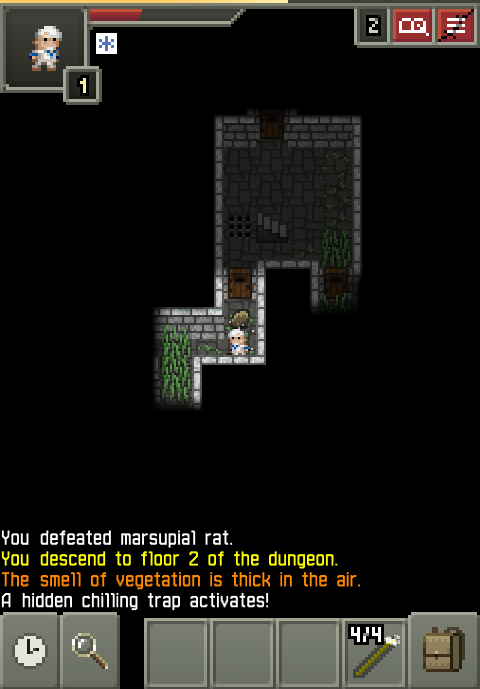 2
1
You defeated marsupial rat.
You descend to floor 2 of the dungeon.
The smell of vegetation is thick in the air.
A hidden chilling trap activates!
4/4